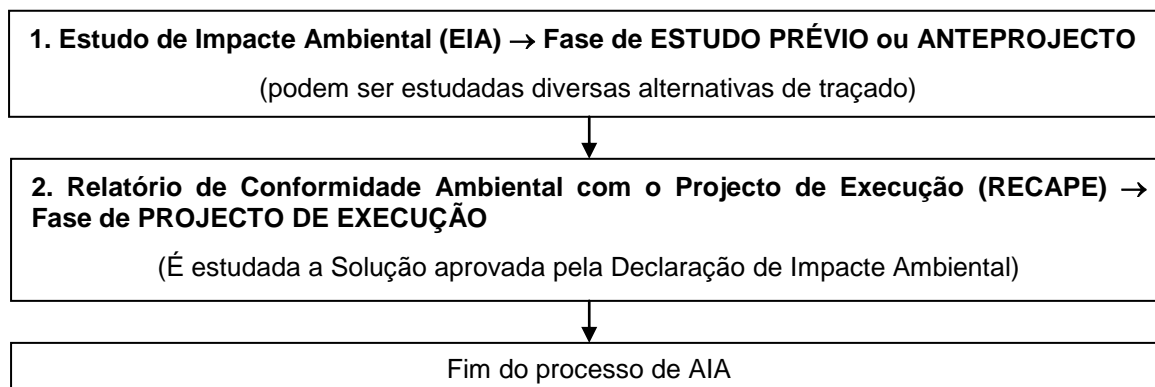 1. Estudo de Impacte Ambiental (EIA) → Fase de ESTUDO PRÉVIO ou ANTEPROJECTO
(podem ser estudadas diversas alternativas de traçado)
2. Relatório de Conformidade Ambiental com o Projecto de Execução (RECAPE) →
Fase de PROJECTO DE EXECUÇÃO
(É estudada a Solução aprovada pela Declaração de Impacte Ambiental)
Fim do processo de AIA